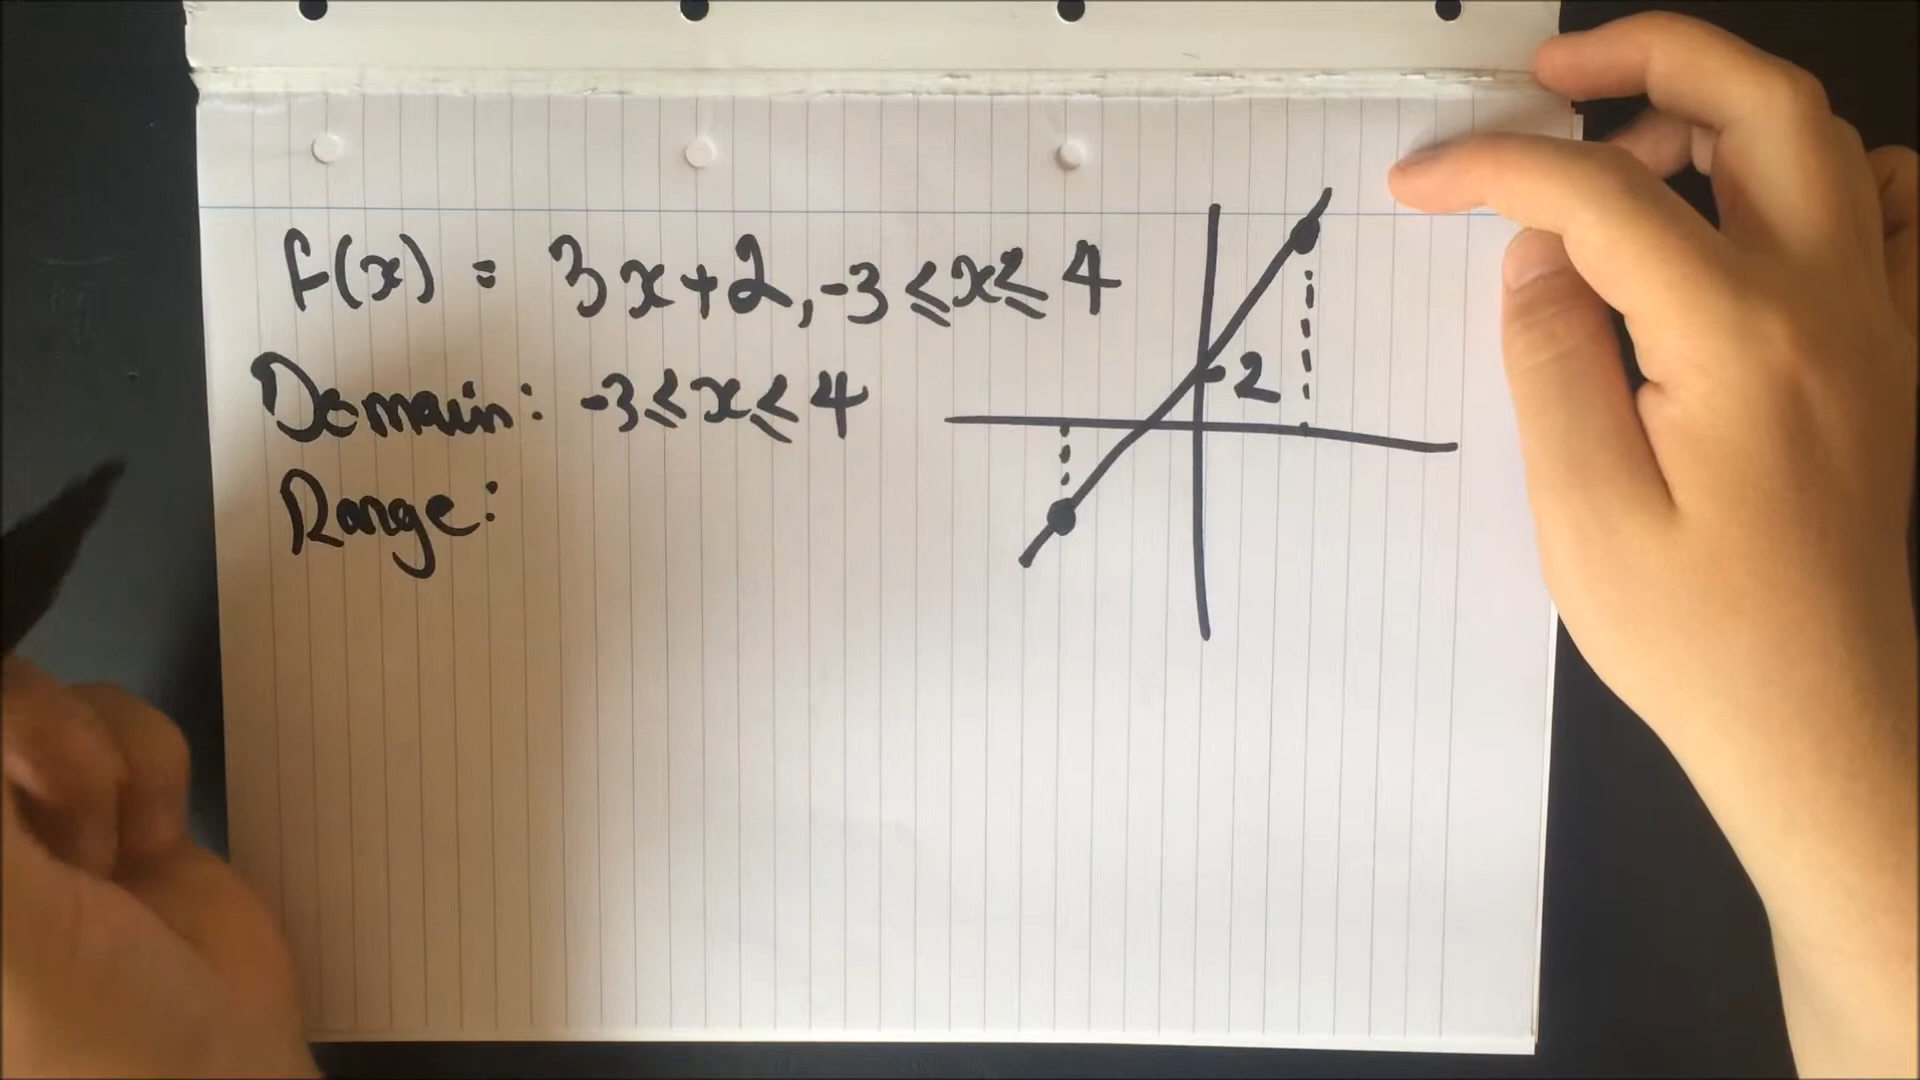 f(x) = 3x+2, -3 ≤ x ≤ 4
Domain: -3 ≤ x ≤ 4
Range:
2